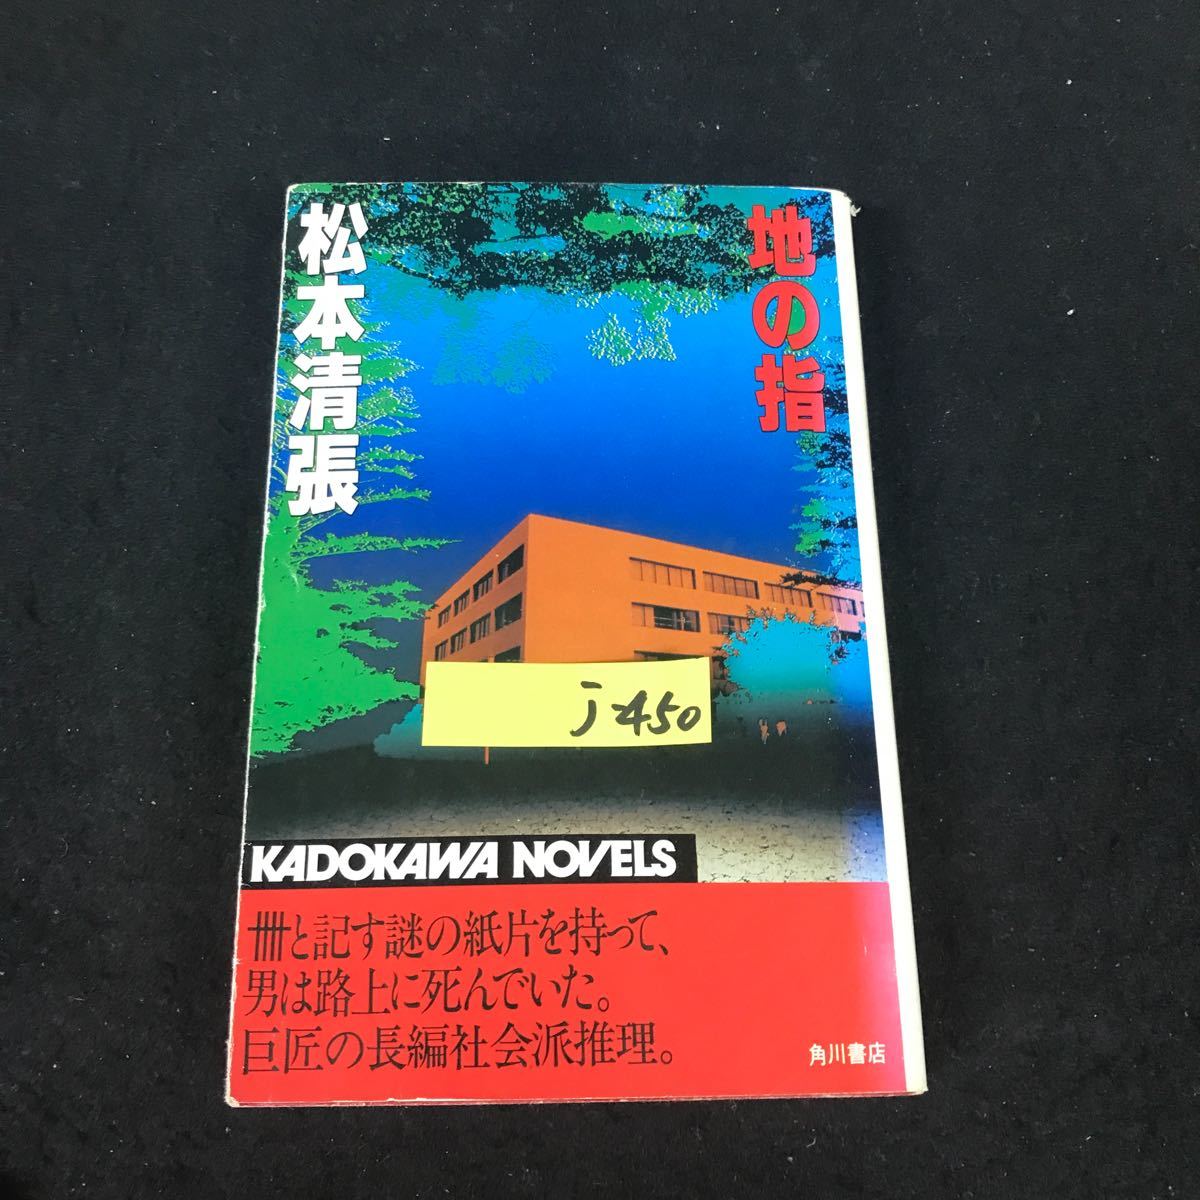 地の指
松本清張
j-450
KADOKAWA NOVELS
卌と記す謎の紙片を持って、
男は路上に死んでいた。
巨匠の長編社会派推理。
角川書店